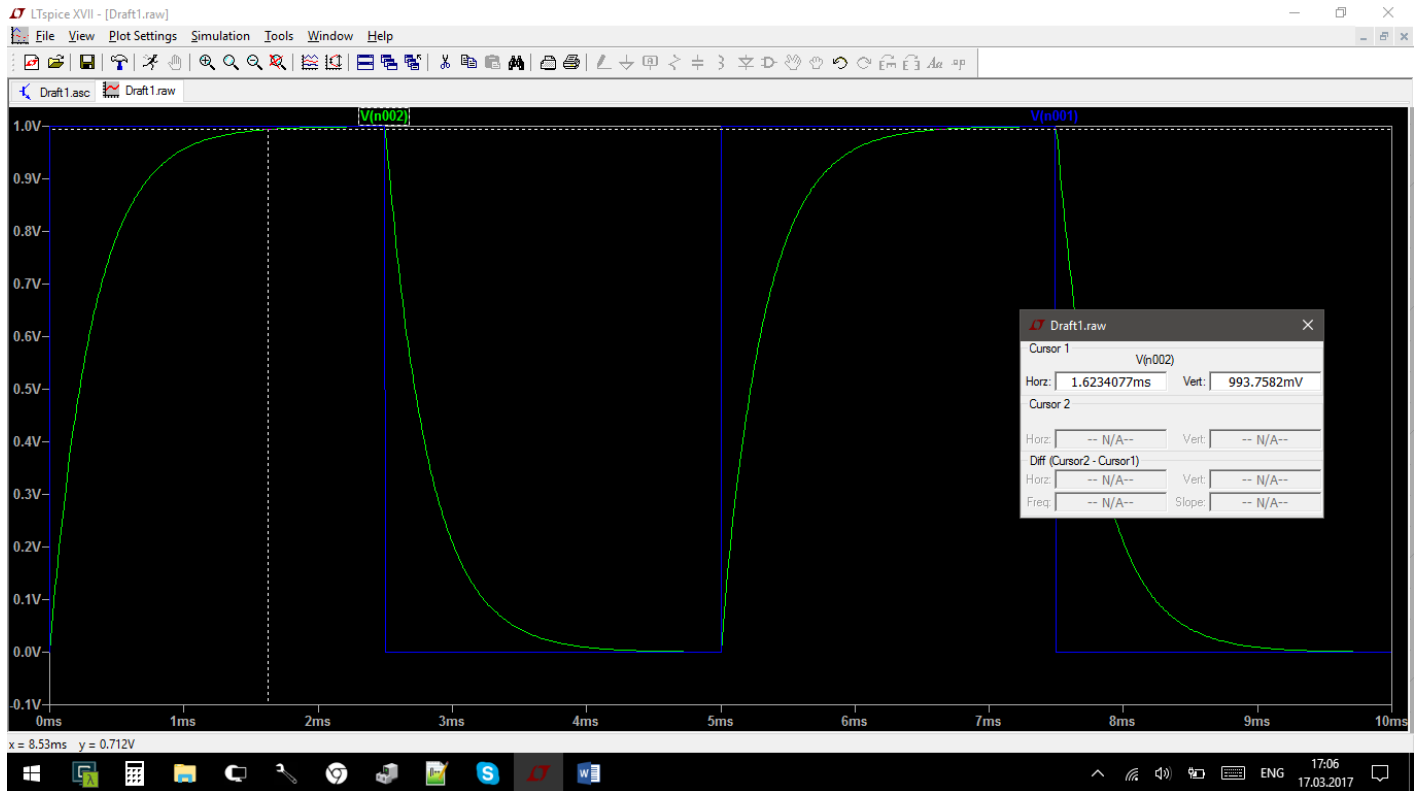 LTspice XVII - [Draft1.raw]
File View Plot Settings Simulation Tools Window Help
Draft1.asc Draft1.raw
V(n002) V(n001)
1.0V
0.9V
0.8V
0.7V
0.6V
0.5V
0.4V
0.3V
0.2V
0.1V
0.0V
-0.1V
0ms 1ms 2ms 3ms 4ms 5ms 6ms 7ms 8ms 9ms 10ms
Draft1.raw
Cursor 1
V(n002)
Horz: 1.6234077ms Vert: 993.7582mV
Cursor 2
Horz: -- N/A-- Vert: -- N/A--
Diff (Cursor2 - Cursor1)
Horz: -- N/A-- Vert: -- N/A--
Freq: -- N/A-- Slope: -- N/A--
x = 8.53ms y = 0.712V
ENG
17:06
17.03.2017